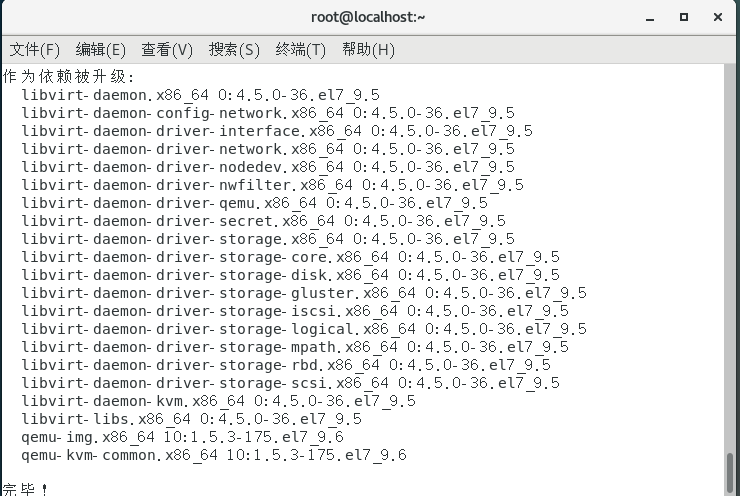 root@localhost:~
文件(F) 编辑(E) 查看(V) 搜索(S) 终端(T) 帮助(H)
作为依赖被升级:
libvirt-daemon.x86_64 0:4.5.0-36.el7_9.5
libvirt-daemon-config-network.x86_64 0:4.5.0-36.el7_9.5
libvirt-daemon-driver-interface.x86_64 0:4.5.0-36.el7_9.5
libvirt-daemon-driver-network.x86_64 0:4.5.0-36.el7_9.5
libvirt-daemon-driver-nodedev.x86_64 0:4.5.0-36.el7_9.5
libvirt-daemon-driver-nwfilter.x86_64 0:4.5.0-36.el7_9.5
libvirt-daemon-driver-qemu.x86_64 0:4.5.0-36.el7_9.5
libvirt-daemon-driver-secret.x86_64 0:4.5.0-36.el7_9.5
libvirt-daemon-driver-storage.x86_64 0:4.5.0-36.el7_9.5
libvirt-daemon-driver-storage-core.x86_64 0:4.5.0-36.el7_9.5
libvirt-daemon-driver-storage-disk.x86_64 0:4.5.0-36.el7_9.5
libvirt-daemon-driver-storage-gluster.x86_64 0:4.5.0-36.el7_9.5
libvirt-daemon-driver-storage-iscsi.x86_64 0:4.5.0-36.el7_9.5
libvirt-daemon-driver-storage-logical.x86_64 0:4.5.0-36.el7_9.5
libvirt-daemon-driver-storage-mpath.x86_64 0:4.5.0-36.el7_9.5
libvirt-daemon-driver-storage-rbd.x86_64 0:4.5.0-36.el7_9.5
libvirt-daemon-driver-storage-scsi.x86_64 0:4.5.0-36.el7_9.5
libvirt-daemon-kvm.x86_64 0:4.5.0-36.el7_9.5
libvirt-libs.x86_64 0:4.5.0-36.el7_9.5
qemu-img.x86_64 10:1.5.3-175.el7_9.6
qemu-kvm-common.x86_64 10:1.5.3-175.el7_9.6
完毕！